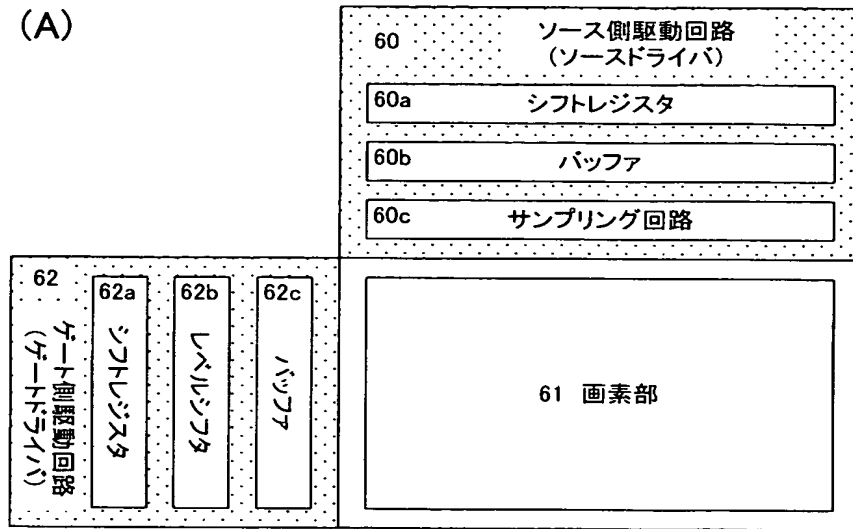 (A)
60
ソース側駆動回路
(ソースドライバ)
60a
シフトレジスタ
60b
バッファ
60c
サンプリング回路
62
ゲート側駆動回路
(ゲートドライバ)
62a
シフトレジスタ
62b
レベルシフタ
62c
バッファ
61 画素部